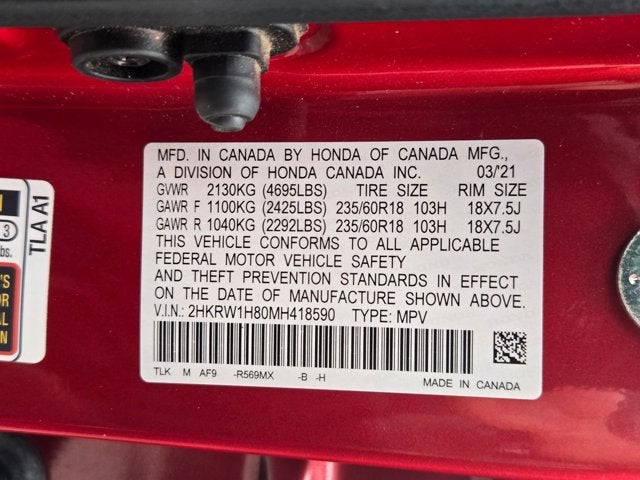 MFD. IN CANADA BY HONDA OF CANADA MFG.,
A DIVISION OF HONDA CANADA INC. 03/'21
GVWR 2130KG (4695LBS) TIRE SIZE RIM SIZE
GAWR F 1100KG (2425LBS) 235/60R18 103H 18X7.5J
GAWR R 1040KG (2292LBS) 235/60R18 103H 18X7.5J
THIS VEHICLE CONFORMS TO ALL APPLICABLE
FEDERAL MOTOR VEHICLE SAFETY
AND THEFT PREVENTION STANDARDS IN EFFECT
ON THE DATE OF MANUFACTURE SHOWN ABOVE.
V.I.N.: 2HKRW1H80MH418590 TYPE: MPV
TLK M AF9 -R569MX -B -H
MADE IN CANADA
TLA A1
3